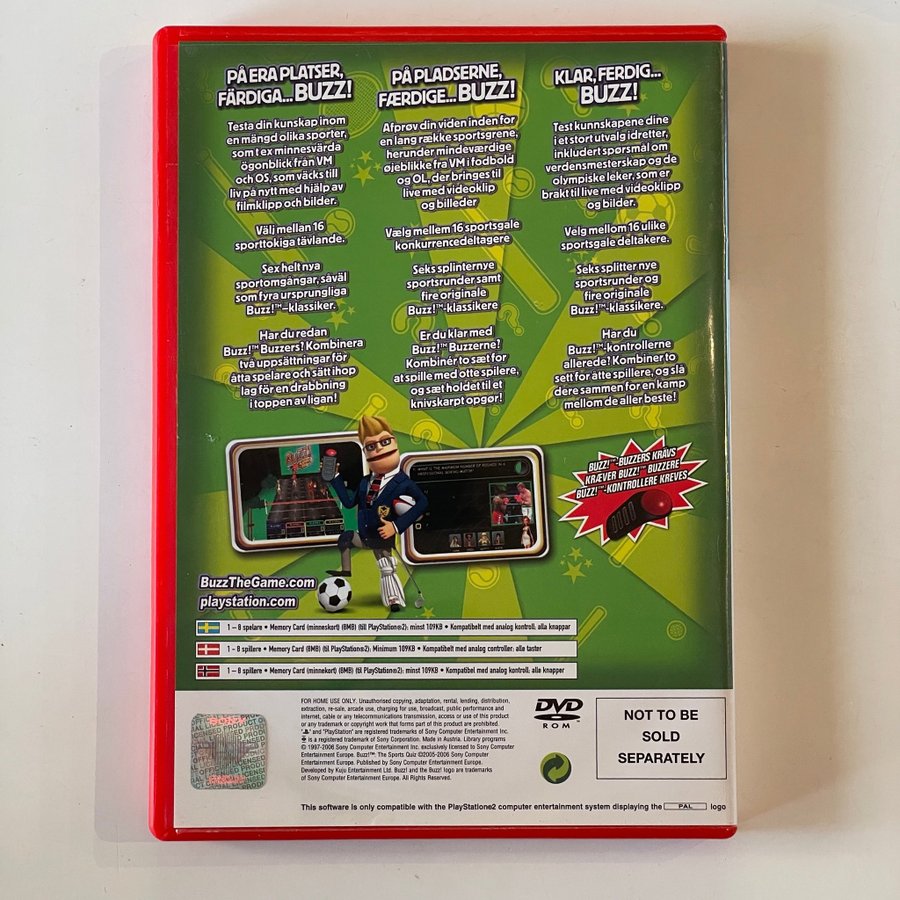 PÅ ERA PLATSER,
FÄRDIGA... BUZZ!
Testa din kunskap inom
en mängd olika sporter,
som t ex minnesvärda
ögonblick från VM
och OS, som väcks till
liv på nytt med hjälp av
filmklipp och bilder.
Välj mellan 16
sporttokiga tävlande.
Sex helt nya
sportomgångar, såväl
som fyra ursprungliga
Buzz!™-klassiker.
Har du redan
Buzz!™ Buzzers? Kombinera
två uppsättningar för
åtta spelare och sätt ihop
lag för en drabbning
i toppen av ligan!
PÅ PLADSERNE,
FÆRDIGE... BUZZ!
Afprøv din viden inden for
en lang række sportsgrene,
herunder mindeværdige
øjeblikke fra VM i fodbold
og OL, der bringes til
live med videoklip
og billeder
Vælg mellem 16 sportsgale
konkurrencedeltagere
Seks splinternye
sportsrunder samt
fire originale
Buzz!™-klassikere
Er du klar med
Buzz!™ Buzzerne?
Kombinér to sæt for
at spille med otte spillere,
og sæt holdet til et
knivskarpt opgør!
KLAR, FERDIG...
BUZZ!
Test kunnskapene dine
i et stort utvalg idretter,
inkludert spørsmål om
verdensmesterskap og de
olympiske leker, som er
brakt til live med videoklipp
og bilder.
Velg mellom 16 ulike
sportsgale deltakere.
Seks splitter nye
sportsrunder og
fire originale
Buzz!™-klassikere.
Har du
Buzz!™-kontrollerne
allerede? Kombiner to
sett for åtte spillere, og slå
dere sammen for en kamp
mellom de aller beste!
BUZZ!™-BUZZERS KRÄVS
KRÆVER BUZZ!™ BUZZERE
BUZZ!™-KONTROLLERE KREVES
WHAT IS THE MAXIMUM NUMBER OF ROUNDS IN A
PROFESSIONAL BOXING MATCH?
BuzzTheGame.com
playstation.com
1 – 8 spelare • Memory Card (minneskort) (8MB) (till PlayStation®2): minst 109KB • Kompatibelt med analog kontroll: alla knappar
1 – 8 spillere • Memory Card (8MB) (til PlayStation®2): Minimum 109KB • Kompatibel med analog controller: alle taster
1 – 8 spillere • Memory Card (minnekort) (8MB) (til PlayStation®2): minst 109KB • Kompatibel med analog kontroll: alle knapper
FOR HOME USE ONLY. Unauthorised copying, adaptation, rental, lending, distribution,
extraction, re-sale, arcade use, charging for use, broadcast, public performance and
internet, cable or any telecommunications transmission, access or use of this product
or any trademark or copyright work that forms part of this product are prohibited.
" " and "PlayStation" are registered trademarks of Sony Computer Entertainment Inc.
" " is a registered trademark of Sony Corporation. Made in Austria. Library programs
© 1997-2006 Sony Computer Entertainment Inc. exclusively licensed to Sony Computer
Entertainment Europe. Buzz!™: The Sports Quiz ©2005-2006 Sony Computer
Entertainment Europe. Published by Sony Computer Entertainment Europe.
Developed by Kuju Entertainment Ltd. Buzz! and the Buzz! logo are trademarks
of Sony Computer Entertainment Europe. All Rights Reserved.
DVD
ROM
NOT TO BE
SOLD
SEPARATELY
This software is only compatible with the PlayStation®2 computer entertainment system displaying the PAL logo